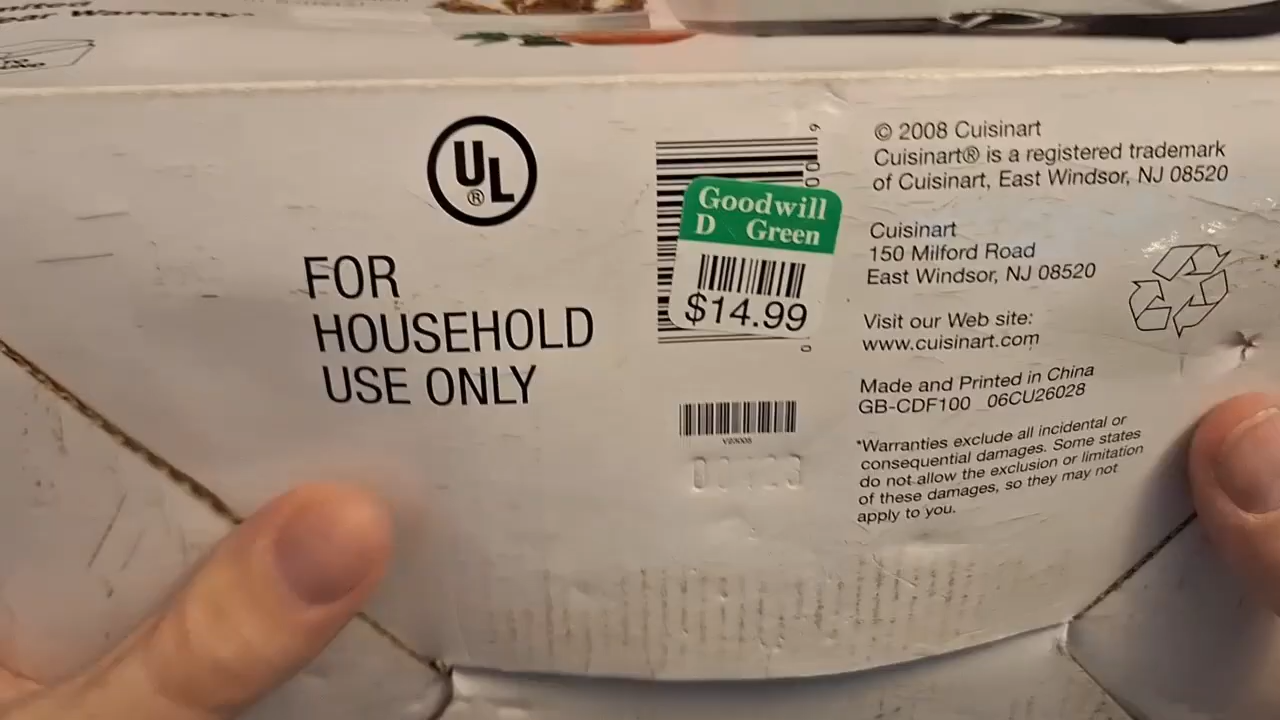 UL
®
FOR
HOUSEHOLD
USE ONLY
Goodwill
D Green
$14.99
© 2008 Cuisinart
Cuisinart® is a registered trademark
of Cuisinart, East Windsor, NJ 08520
Cuisinart
150 Milford Road
East Windsor, NJ 08520
Visit our Web site:
www.cuisinart.com
Made and Printed in China
GB-CDF100 06CU26028
*Warranties exclude all incidental or
consequential damages. Some states
do not allow the exclusion or limitation
of these damages, so they may not
apply to you.